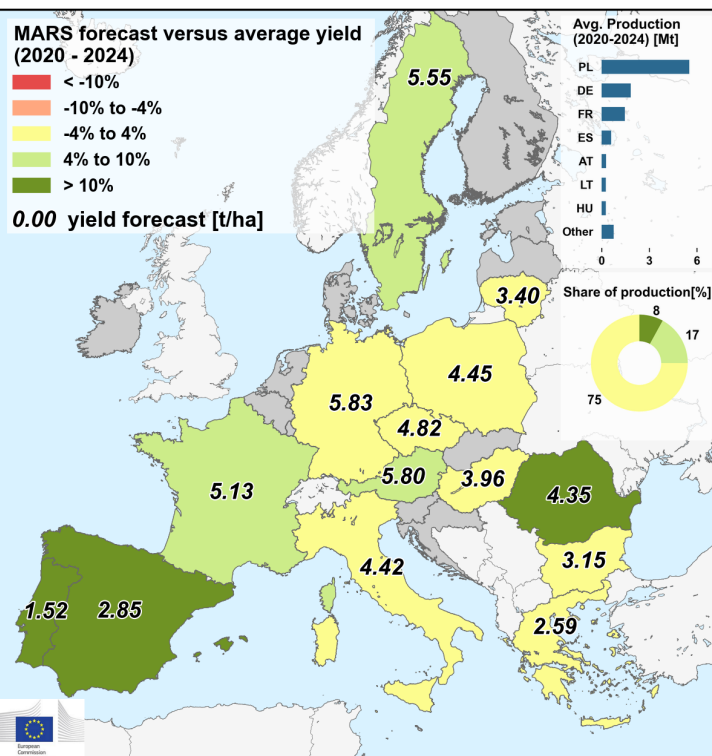 MARS forecast versus average yield
(2020 - 2024)
< -10%
-10% to -4%
-4% to 4%
4% to 10%
> 10%
0.00 yield forecast [t/ha]
Avg. Production
(2020-2024) [Mt]
PL
DE
FR
ES
AT
LT
HU
Other
0 3 6
Share of production[%]
8
17
75
5.55
3.40
4.45
5.83
4.82
5.80
3.96
5.13
4.35
4.42
3.15
1.52
2.85
2.59
European
Commission